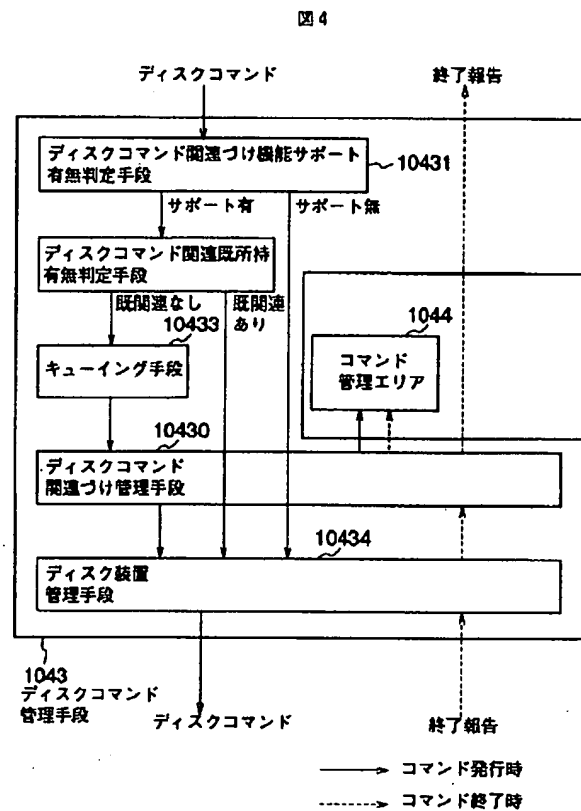 図4
ディスクコマンド
終了報告
ディスクコマンド関連づけ機能サポート
有無判定手段
10431
サポート有
サポート無
ディスクコマンド関連既所持
有無判定手段
既関連なし
既関連
あり
10433
キューイング手段
1044
コマンド
管理エリア
10430
ディスクコマンド
関連づけ管理手段
10434
ディスク装置
管理手段
1043
ディスクコマンド
管理手段
ディスクコマンド
終了報告
コマンド発行時
コマンド終了時